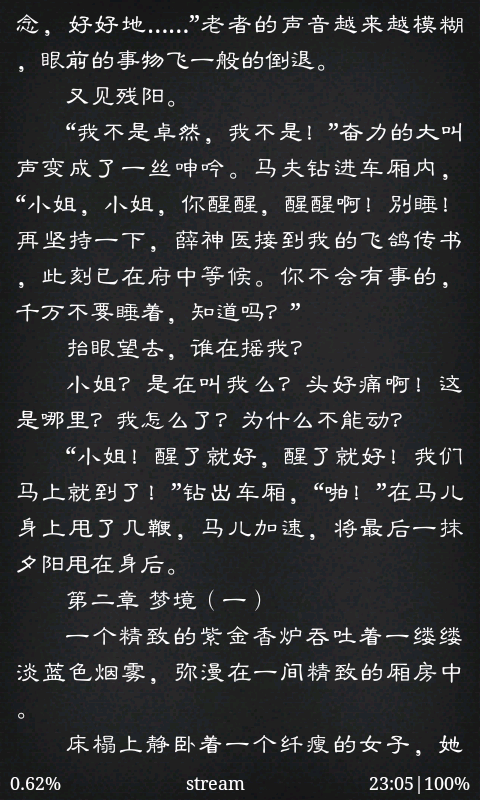 念，好好地……”老者的声音越来越模糊
，眼前的事物飞一般的倒退。
又见残阳。
“我不是卓然，我不是！”奋力的大叫
声变成了一丝呻吟。马夫钻进车厢内，
“小姐，小姐，你醒醒，醒醒啊！别睡！
再坚持一下，薛神医接到我的飞鸽传书
，此刻已在府中等候。你不会有事的，
千万不要睡着，知道吗？”
抬眼望去，谁在摇我？
小姐？是在叫我么？头好痛啊！这
是哪里？我怎么了？为什么不能动？
“小姐！醒了就好，醒了就好！我们
马上就到了！”钻出车厢，“啪！”在马儿
身上甩了几鞭，马儿加速，将最后一抹
夕阳甩在身后。
第二章 梦境（一）
一个精致的紫金香炉吞吐着一缕缕
淡蓝色烟雾，弥漫在一间精致的厢房中
。
床榻上静卧着一个纤瘦的女子，她
0.62% stream 23:05|100%